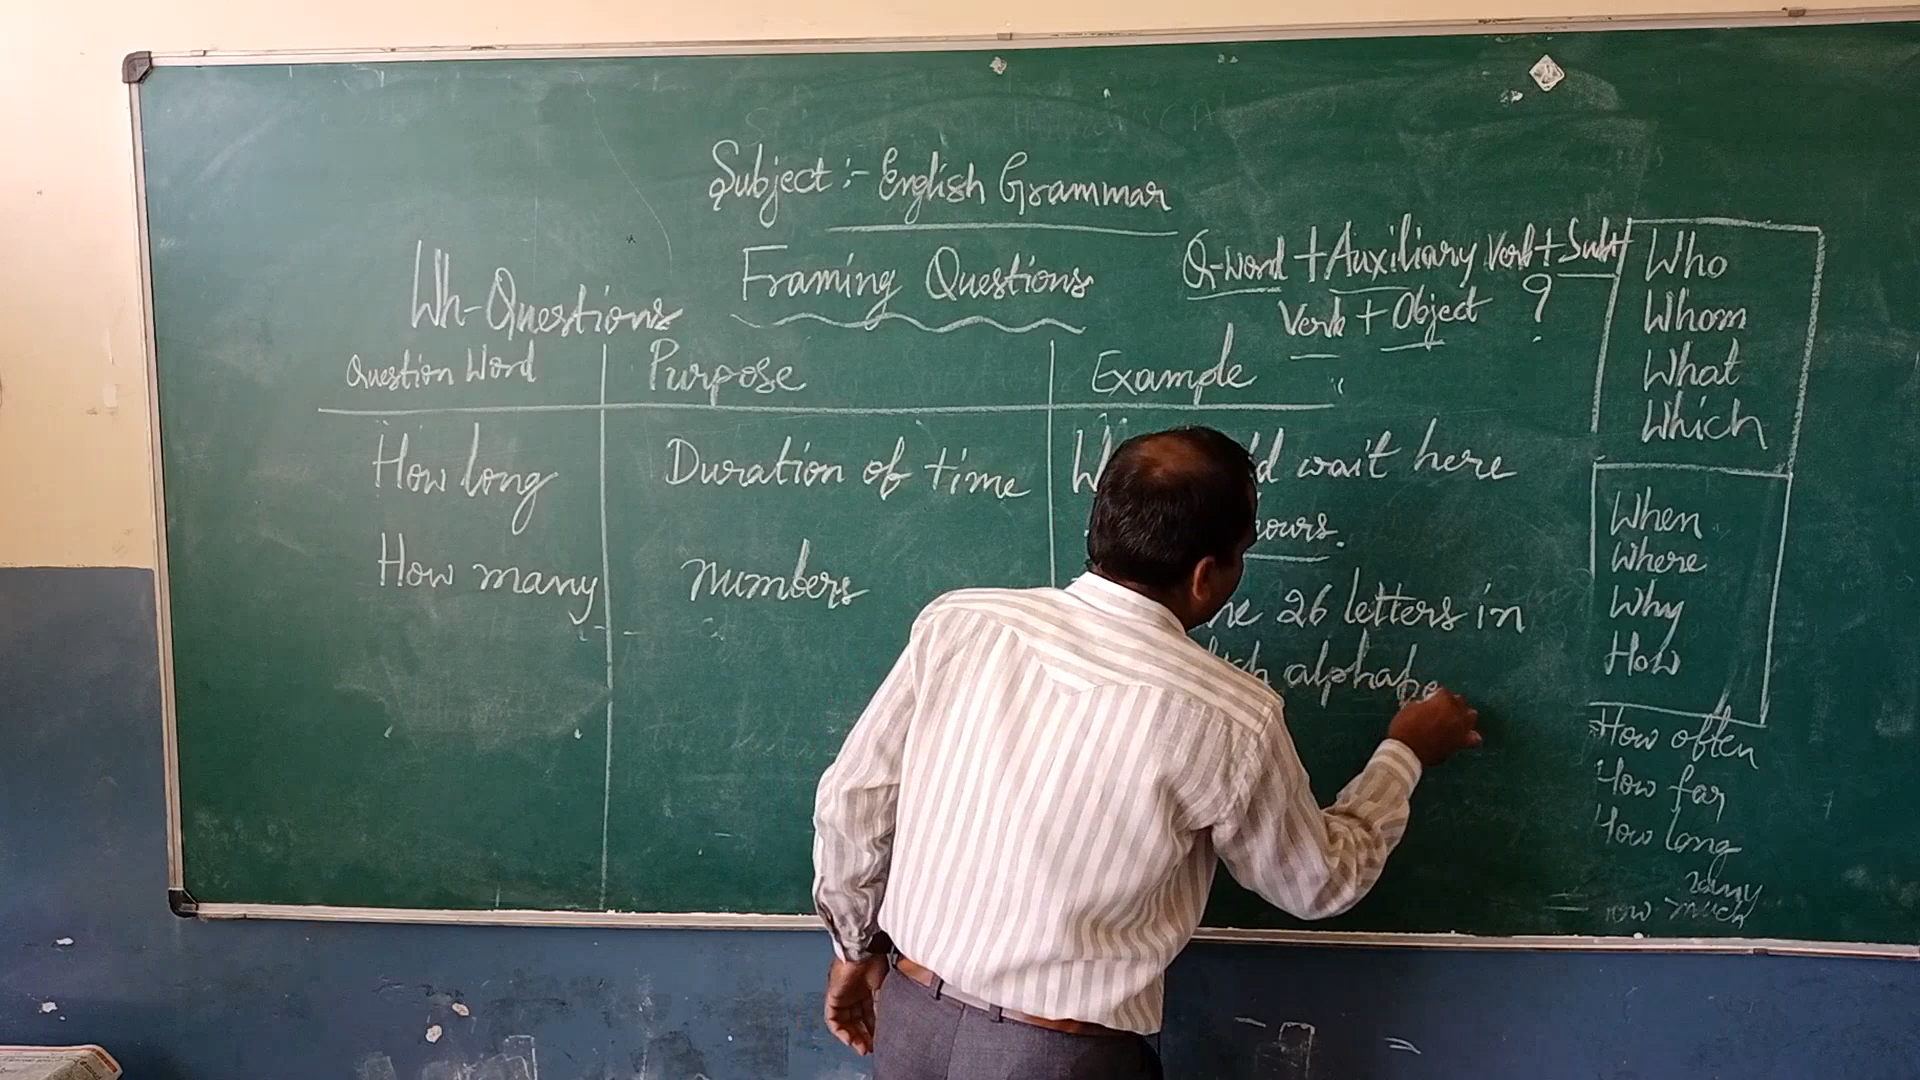 Subject :- English Grammar
Wh-Questions
Framing Questions
Q-Word + Auxiliary Verb + Sub +
Verb + Object ?
Question Word Purpose Example
How long Duration of time wait here
hours.
How many numbers 26 letters in
alphabe
Who
Whom
What
Which
When
Where
Why
How
How often
How far
How long
many
much